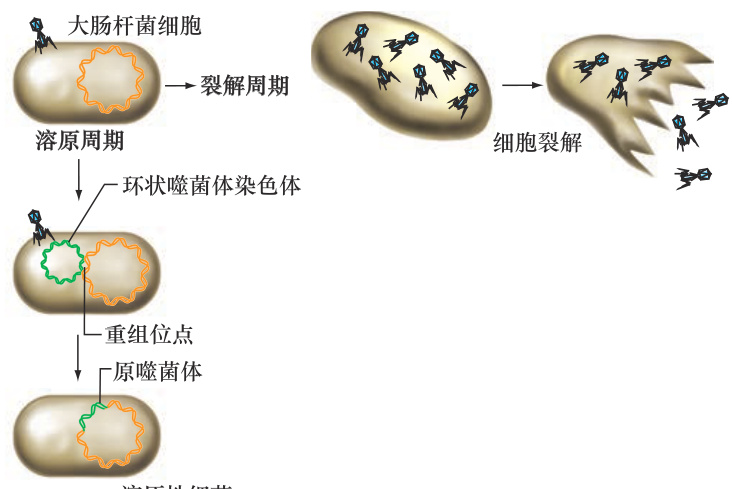 大肠杆菌细胞
裂解周期
溶原周期
细胞裂解
环状噬菌体染色体
重组位点
原噬菌体